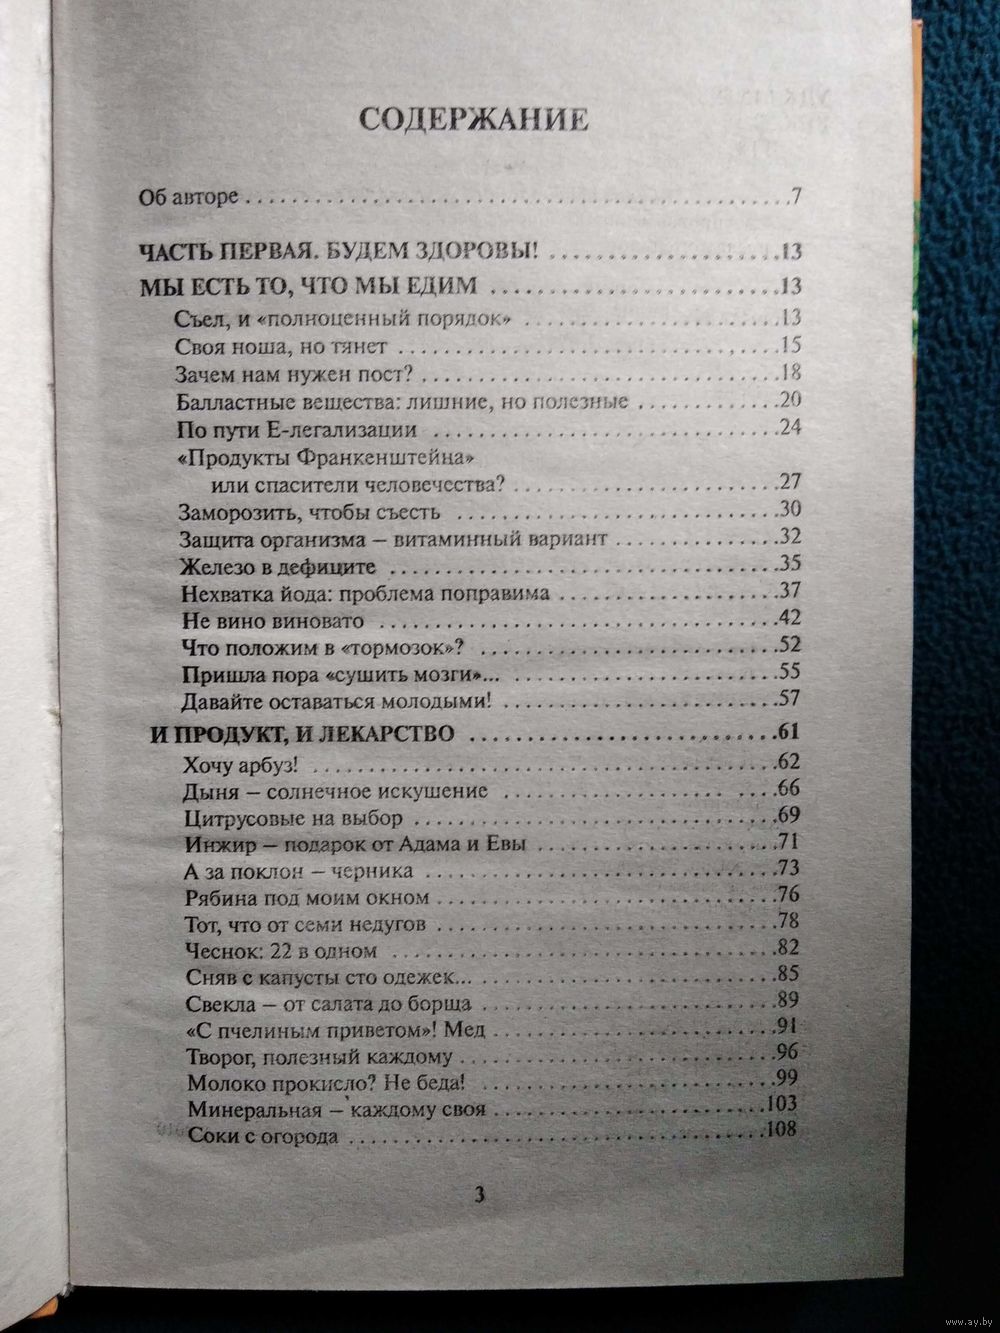 СОДЕРЖАНИЕ
Об авторе ........................................ 7
ЧАСТЬ ПЕРВАЯ. БУДЕМ ЗДОРОВЫ! .................... 13
МЫ ЕСТЬ ТО, ЧТО МЫ ЕДИМ .................... 13
Съел, и «полноценный порядок» .................... 13
Своя ноша, но тянет .................... 15
Зачем нам нужен пост? .................... 18
Балластные вещества: лишние, но полезные .................... 20
По пути Е-легализации .................... 24
«Продукты Франкенштейна»
или спасители человечества? .................... 27
Заморозить, чтобы съесть .................... 30
Защита организма – витаминный вариант .................... 32
Железо в дефиците .................... 35
Нехватка йода: проблема поправима .................... 37
Не вино виновато .................... 42
Что положим в «тормозок»? .................... 52
Пришла пора «сушить мозги»... .................... 55
Давайте оставаться молодыми! .................... 57
И ПРОДУКТ, И ЛЕКАРСТВО .................... 61
Хочу арбуз! .................... 62
Дыня – солнечное искушение .................... 66
Цитрусовые на выбор .................... 69
Инжир – подарок от Адама и Евы .................... 71
А за поклон – черника .................... 73
Рябина под моим окном .................... 76
Тот, что от семи недугов .................... 78
Чеснок: 22 в одном .................... 82
Сняв с капусты сто одежек... .................... 85
Свекла – от салата до борща .................... 89
«С пчелиным приветом»! Мед .................... 91
Творог, полезный каждому .................... 96
Молоко прокисло? Не беда! .................... 99
Минеральная – каждому своя .................... 103
Соки с огорода .................... 108
3
www.ay.by